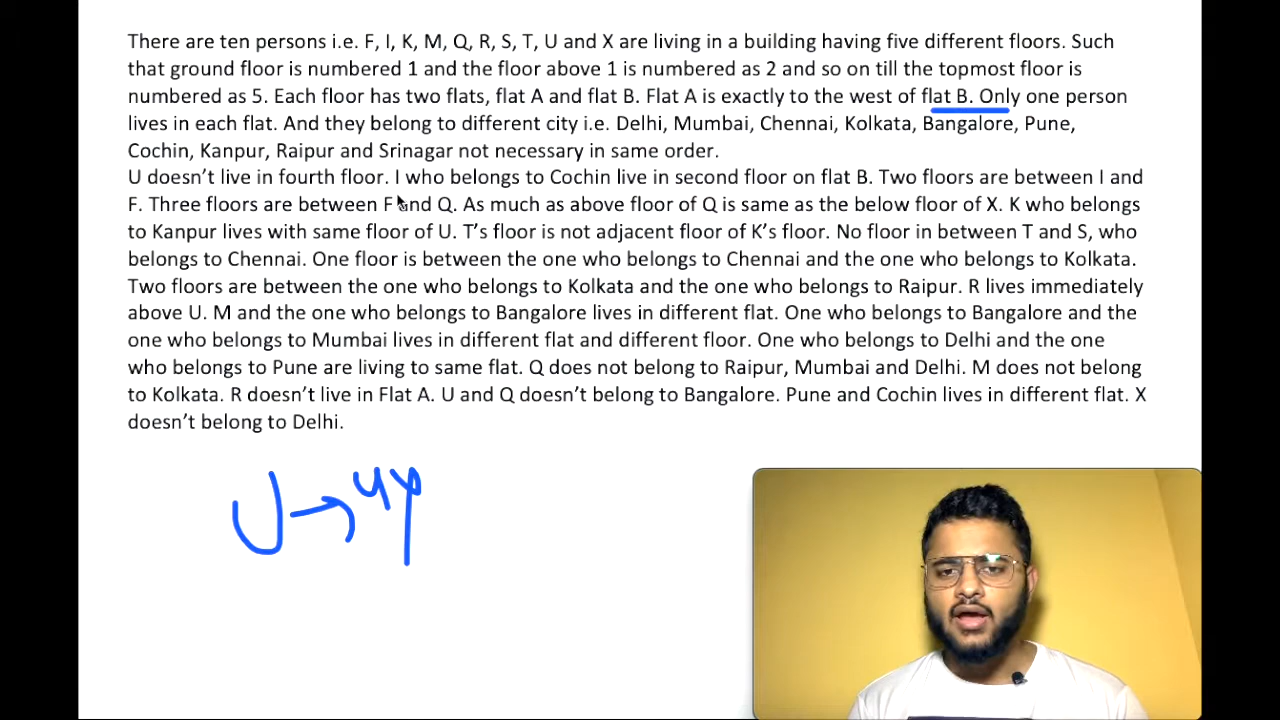 There are ten persons i.e. F, I, K, M, Q, R, S, T, U and X are living in a building having five different floors. Such
that ground floor is numbered 1 and the floor above 1 is numbered as 2 and so on till the topmost floor is
numbered as 5. Each floor has two flats, flat A and flat B. Flat A is exactly to the west of flat B. Only one person
lives in each flat. And they belong to different city i.e. Delhi, Mumbai, Chennai, Kolkata, Bangalore, Pune,
Cochin, Kanpur, Raipur and Srinagar not necessary in same order.
U doesn't live in fourth floor. I who belongs to Cochin live in second floor on flat B. Two floors are between I and
F. Three floors are between F and Q. As much as above floor of Q is same as the below floor of X. K who belongs
to Kanpur lives with same floor of U. T's floor is not adjacent floor of K's floor. No floor in between T and S, who
belongs to Chennai. One floor is between the one who belongs to Chennai and the one who belongs to Kolkata.
Two floors are between the one who belongs to Kolkata and the one who belongs to Raipur. R lives immediately
above U. M and the one who belongs to Bangalore lives in different flat. One who belongs to Bangalore and the
one who belongs to Mumbai lives in different flat and different floor. One who belongs to Delhi and the one
who belongs to Pune are living to same flat. Q does not belong to Raipur, Mumbai and Delhi. M does not belong
to Kolkata. R doesn't live in Flat A. U and Q doesn't belong to Bangalore. Pune and Cochin lives in different flat. X
doesn't belong to Delhi.
U → 4